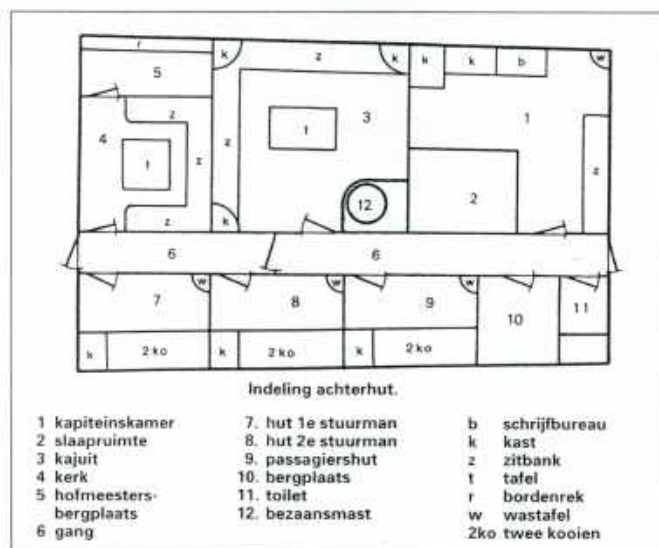 r
k
z
k
k
k
b
w
5
z
3
1
4
t
z
z
t
z
12
2
z
k
6
6
w
w
w
7
8
9
10
11
k
2 ko
k
2 ko
k
2 ko
Indeling achterhut.
1 kapiteinskamer
2 slaapruimte
3 kajuit
4 kerk
5 hofmeesters-
bergplaats
6 gang
7. hut 1e stuurman
8. hut 2e stuurman
9. passagiershut
10. bergplaats
11. toilet
12. bezaansmast
b schrijfbureau
k kast
z zitbank
t tafel
r bordenrek
w wastafel
2ko twee kooien